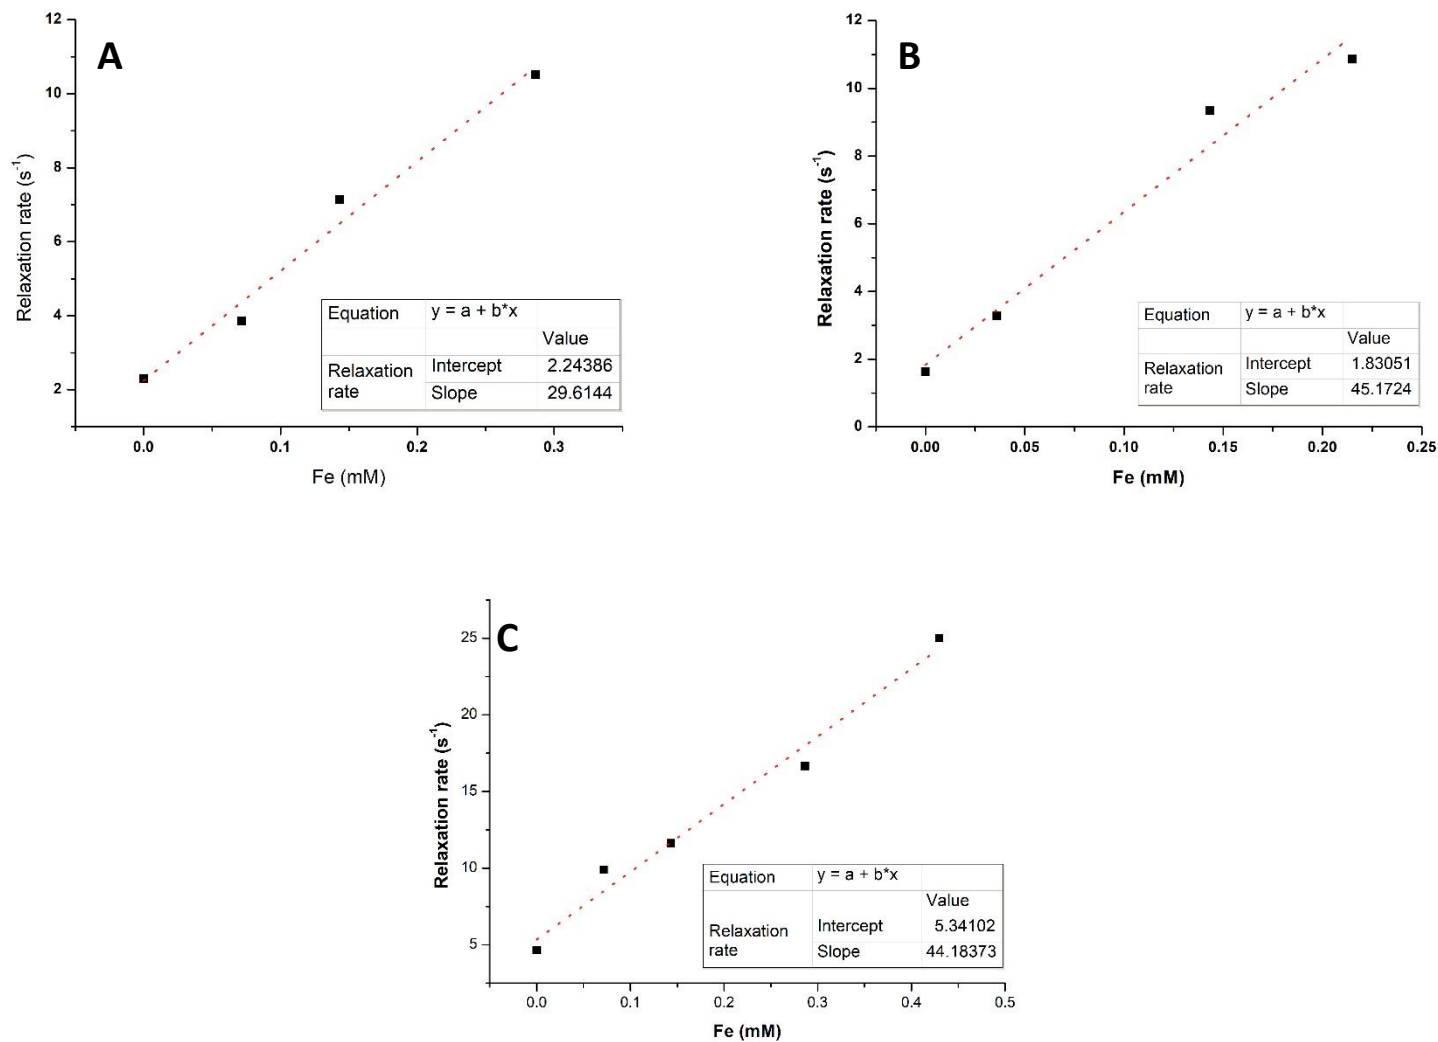 A
12
10
8
6
4
2
Relaxation rate (s-1)
0.0 0.1 0.2 0.3
Fe (mM)
Equation y = a + b*x
Value
Relaxation rate Intercept 2.24386
Slope 29.6144
B
12
10
8
6
4
2
0
Relaxation rate (s-1)
0.00 0.05 0.10 0.15 0.20 0.25
Fe (mM)
Equation y = a + b*x
Value
Relaxation rate Intercept 1.83051
Slope 45.1724
C
25
20
15
10
5
Relaxation rate (s-1)
0.0 0.1 0.2 0.3 0.4 0.5
Fe (mM)
Equation y = a + b*x
Value
Relaxation rate Intercept 5.34102
Slope 44.18373